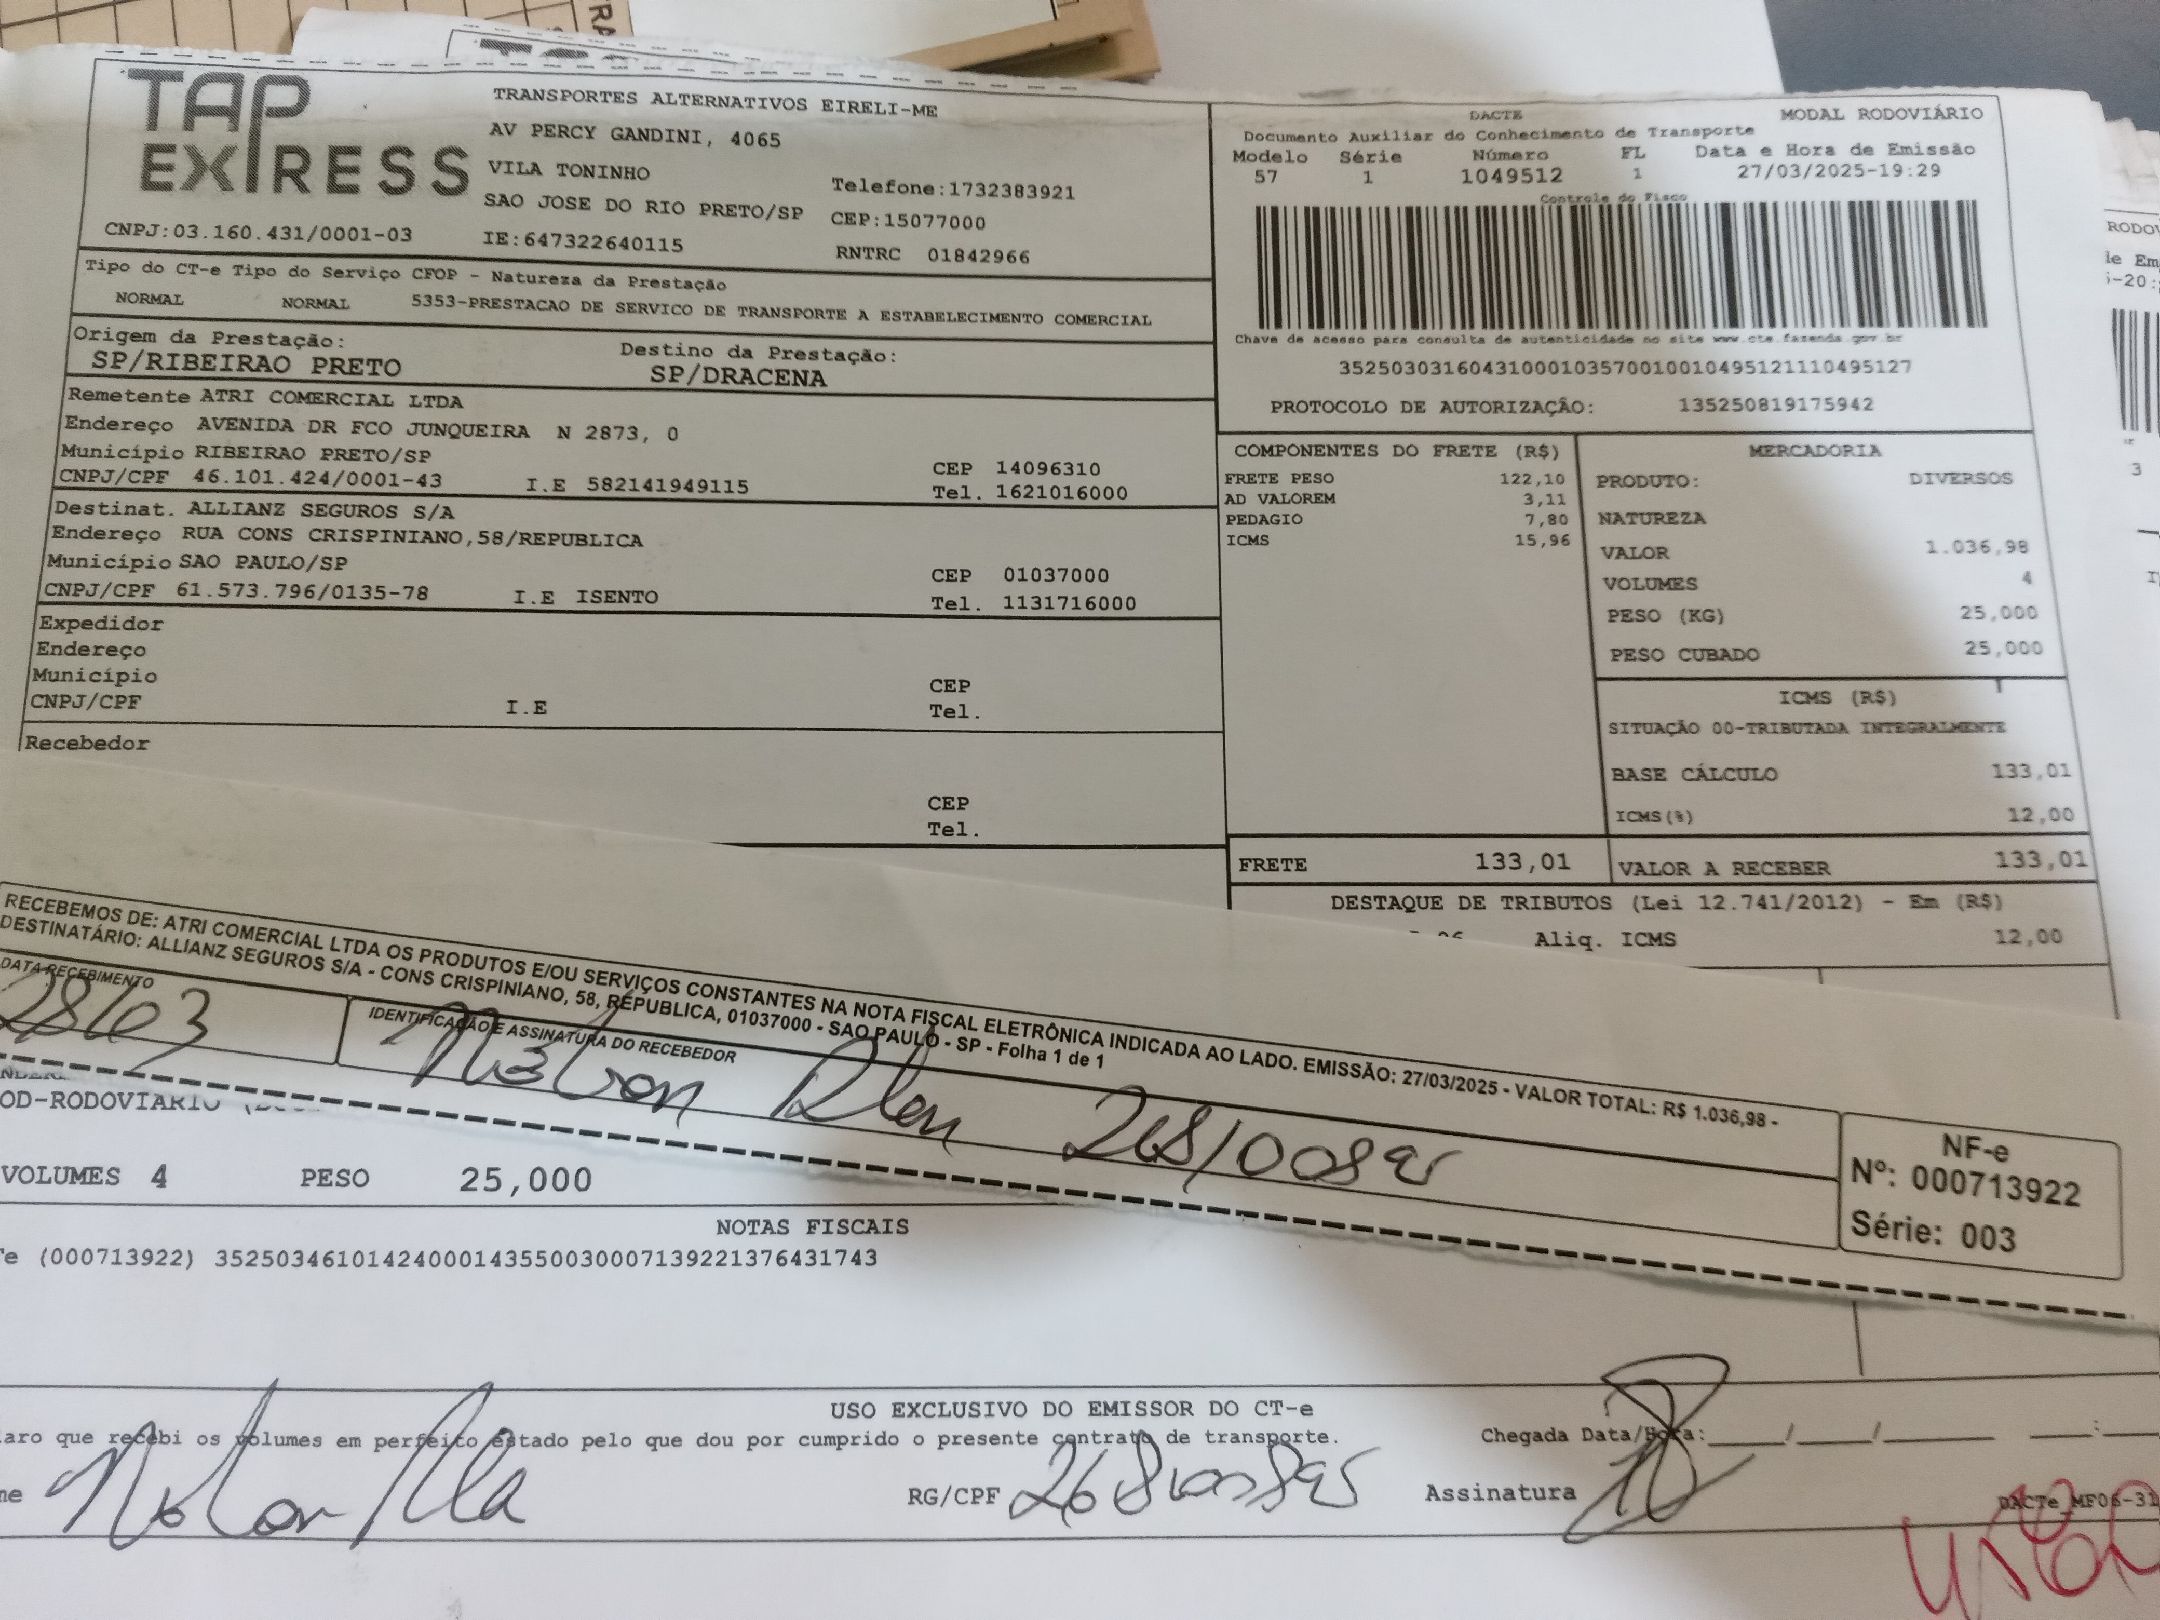 TAP EXPRESS
TRANSPORTES ALTERNATIVOS EIRELI-ME
AV PERCY GANDINI, 4065
VILA TONINHO
Telefone:1732383921
SAO JOSE DO RIO PRETO/SP CEP:15077000
CNPJ:03.160.431/0001-03 IE:647322640115 RNTRC 01842966
DACTE MODAL RODOVIÁRIO
Documento Auxiliar do Conhecimento de Transporte
Modelo Série Número FL Data e Hora de Emissão
57 1 1049512 1 27/03/2025-19:29
Controle do Fisco
Chave de acesso para consulta de autenticidade no site www.cte.fazenda.gov.br
35250303160431000103570010010495121110495127
PROTOCOLO DE AUTORIZAÇÃO: 135250819175942
Tipo do CT-e Tipo do Serviço CFOP - Natureza da Prestação
NORMAL NORMAL 5353-PRESTACAO DE SERVICO DE TRANSPORTE A ESTABELECIMENTO COMERCIAL
Origem da Prestação: Destino da Prestação:
SP/RIBEIRAO PRETO SP/DRACENA
Remetente ATRI COMERCIAL LTDA
Endereço AVENIDA DR FCO JUNQUEIRA N 2873, 0
Município RIBEIRAO PRETO/SP CEP 14096310
CNPJ/CPF 46.101.424/0001-43 I.E 582141949115 Tel. 1621016000
Destinat. ALLIANZ SEGUROS S/A
Endereço RUA CONS CRISPINIANO,58/REPUBLICA
Município SAO PAULO/SP CEP 01037000
CNPJ/CPF 61.573.796/0135-78 I.E ISENTO Tel. 1131716000
Expedidor
Endereço
Município CEP
CNPJ/CPF I.E Tel.
Recebedor
CEP
Tel.
COMPONENTES DO FRETE (R$)
FRETE PESO 122,10
AD VALOREM 3,11
PEDAGIO 7,80
ICMS 15,96
MERCADORIA
PRODUTO: DIVERSOS
NATUREZA
VALOR 1.036,98
VOLUMES 4
PESO (KG) 25,000
PESO CUBADO 25,000
ICMS (R$)
SITUAÇÃO 00-TRIBUTADA INTEGRALMENTE
BASE CÁLCULO 133,01
ICMS(%) 12,00
FRETE 133,01 VALOR A RECEBER 133,01
DESTAQUE DE TRIBUTOS (Lei 12.741/2012) - Em (R$)
Aliq. ICMS 12,00
RECEBEMOS DE: ATRI COMERCIAL LTDA OS PRODUTOS E/OU SERVIÇOS CONSTANTES NA NOTA FISCAL ELETRÔNICA INDICADA AO LADO. EMISSÃO: 27/03/2025 - VALOR TOTAL: R$ 1.036,98 -
DESTINATÁRIO: ALLIANZ SEGUROS S/A - CONS CRISPINIANO, 58, REPUBLICA, 01037000 - SAO PAULO - SP - Folha 1 de 1
DATA RECEBIMENTO IDENTIFICAÇÃO E ASSINATURA DO RECEBEDOR
28/03
NF-e
Nº: 000713922
Série: 003
OD-RODOVIARIO
VOLUMES 4 PESO 25,000
NOTAS FISCAIS
(000713922) 35250346101424000143550030007139221376431743
USO EXCLUSIVO DO EMISSOR DO CT-e
aro que recebi os volumes em perfeito estado pelo que dou por cumprido o presente contrato de transporte. Chegada Data/Hora:
RG/CPF Assinatura
DACTe_MF06-31